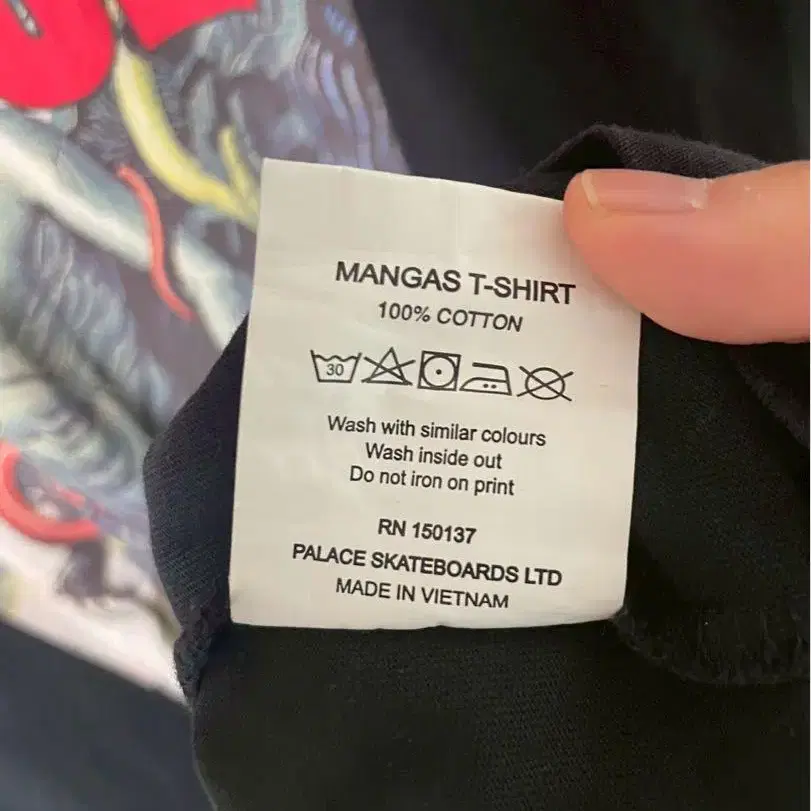 MANGAS T-SHIRT
100% COTTON
30
Wash with similar colours
Wash inside out
Do not iron on print
RN 150137
PALACE SKATEBOARDS LTD
MADE IN VIETNAM